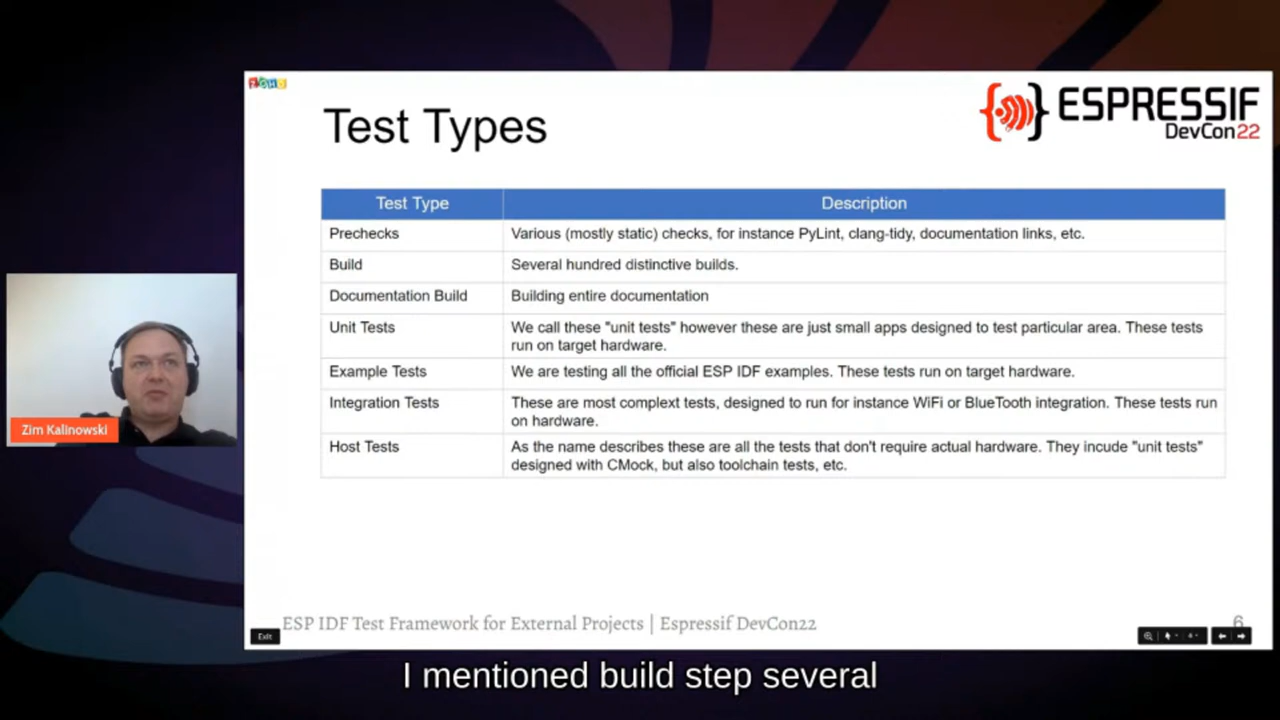 ZOHO
Test Types
ESPRESSIF
DevCon22
Test Type Description
Prechecks Various (mostly static) checks, for instance PyLint, clang-tidy, documentation links, etc.
Build Several hundred distinctive builds.
Documentation Build Building entire documentation
Unit Tests We call these "unit tests" however these are just small apps designed to test particular area. These tests
run on target hardware.
Example Tests We are testing all the official ESP IDF examples. These tests run on target hardware.
Integration Tests These are most complext tests, designed to run for instance WiFi or BlueTooth integration. These tests run
on hardware.
Host Tests As the name describes these are all the tests that don't require actual hardware. They incude "unit tests"
designed with CMock, but also toolchain tests, etc.
Zim Kalinowski
ESP IDF Test Framework for External Projects | Espressif DevCon22
6
Exit
I mentioned build step several